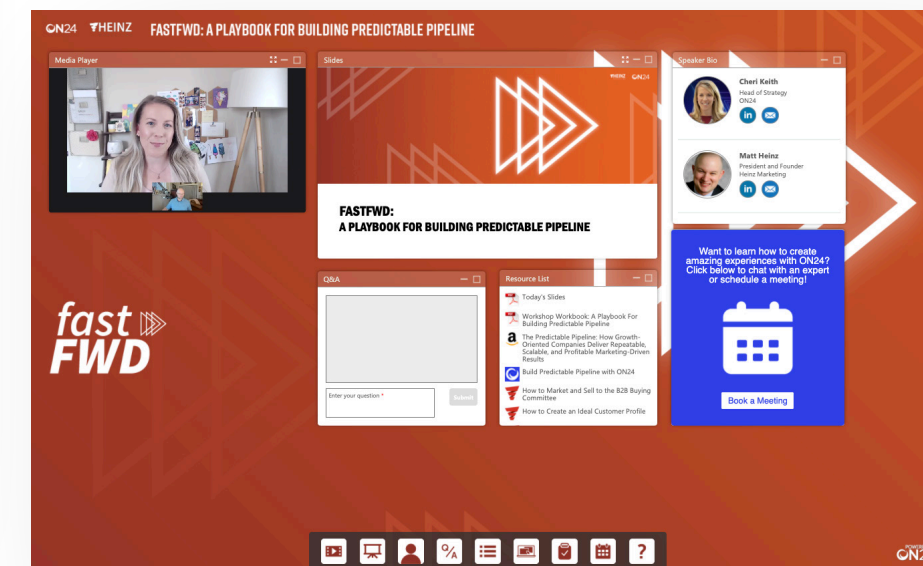 ON24 HEINZ FASTFWD: A PLAYBOOK FOR BUILDING PREDICTABLE PIPELINE
Media Player
Slides
HEINZ ON24
FASTFWD:
A PLAYBOOK FOR BUILDING PREDICTABLE PIPELINE
Speaker Bio
Cheri Keith
Head of Strategy
ON24
in
Matt Heinz
President and Founder
Heinz Marketing
in
fast
FWD
Q&A
Enter your question *
Submit
Resource List
Today's Slides
Workshop Workbook: A Playbook For
Building Predictable Pipeline
a
The Predictable Pipeline: How Growth-
Oriented Companies Deliver Repeatable,
Scalable, and Profitable Marketing-Driven
Results
Build Predictable Pipeline with ON24
How to Market and Sell to the B2B Buying
Committee
How to Create an Ideal Customer Profile
Want to learn how to create
amazing experiences with ON24?
Click below to chat with an expert
or schedule a meeting!
Book a Meeting
Q/A
?